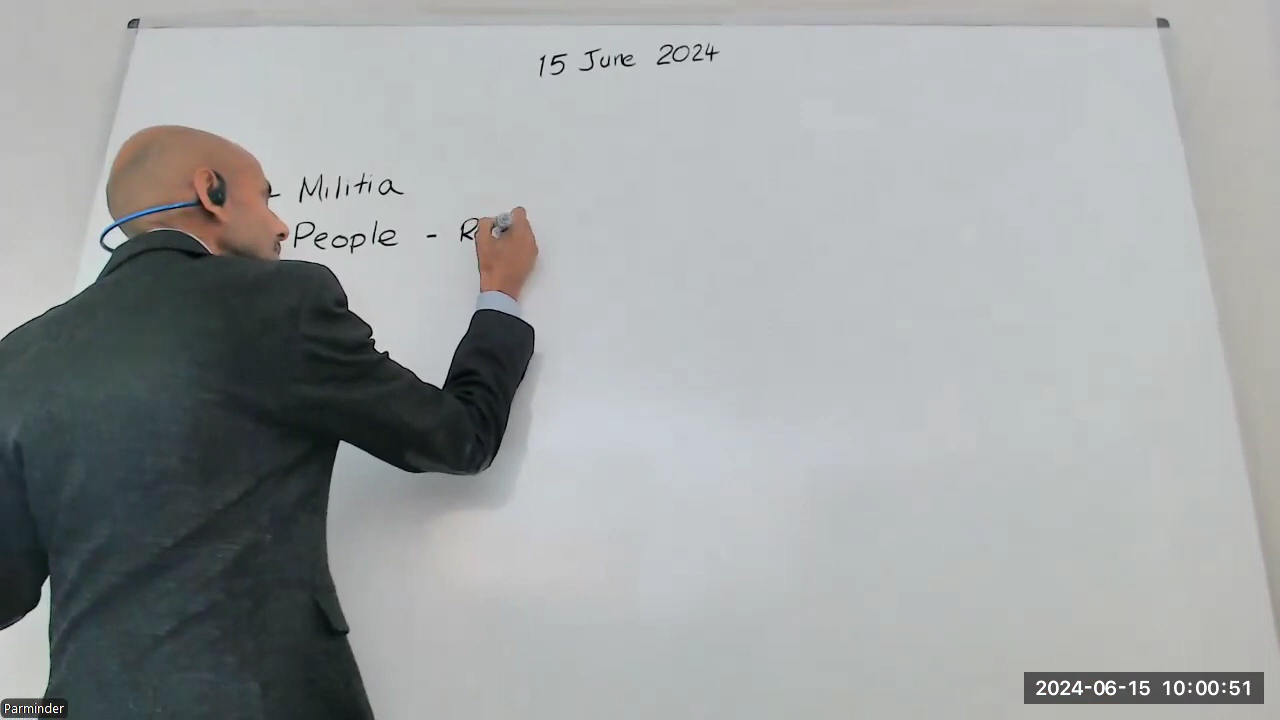 15 June 2024
- Militia
People -
Parminder
2024-06-15 10:00:51